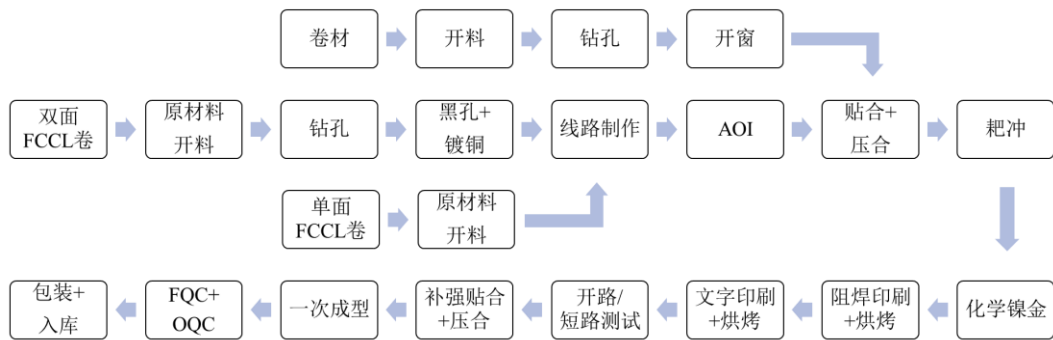 卷材
开料
钻孔
开窗
双面
FCCL卷
原材料
开料
钻孔
黑孔+
镀铜
线路制作
AOI
贴合+
压合
耙冲
单面
FCCL卷
原材料
开料
包装+
入库
FQC+
OQC
一次成型
补强贴合
+压合
开路/
短路测试
文字印刷
+烘烤
阻焊印刷
+烘烤
化学镍金